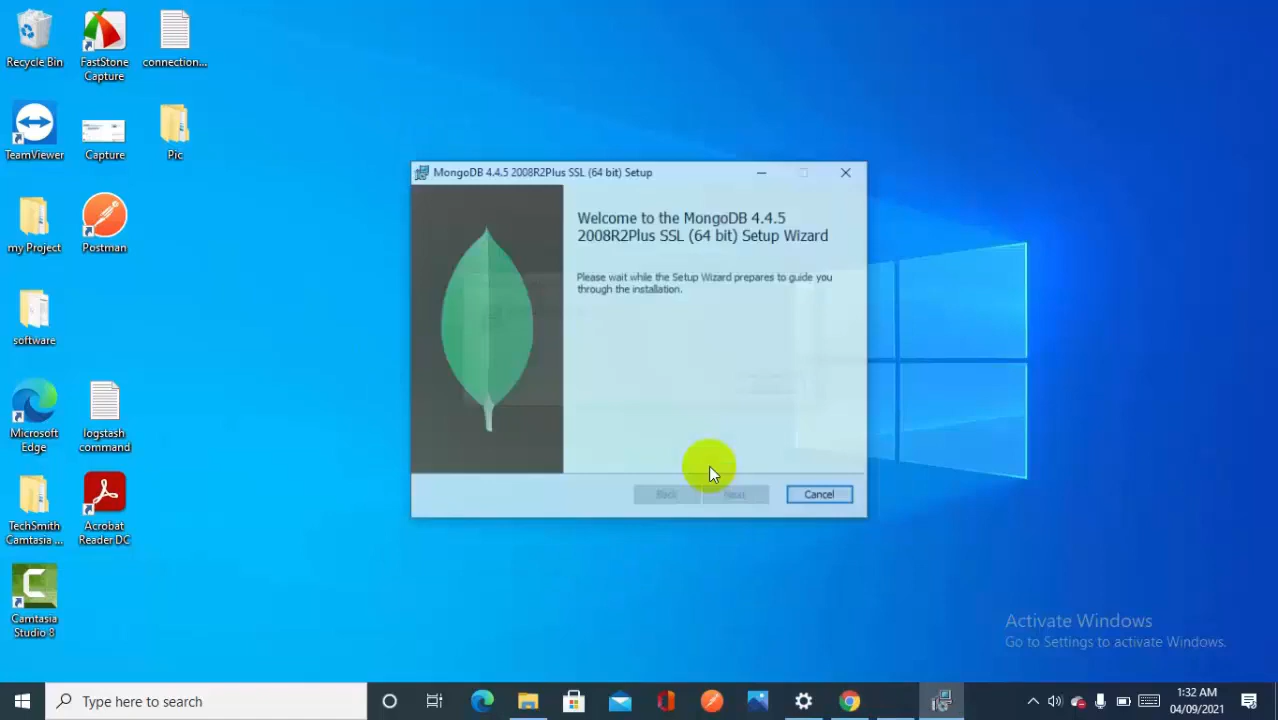 Recycle Bin
FastStone
Capture
connection...
TeamViewer
Capture
Pic
my Project
Postman
software
Microsoft
Edge
logstash
command
TechSmith
Camtasia ...
Acrobat
Reader DC
Camtasia
Studio 8
MongoDB 4.4.5 2008R2Plus SSL (64 bit) Setup
Welcome to the MongoDB 4.4.5
2008R2Plus SSL (64 bit) Setup Wizard
Please wait while the Setup Wizard prepares to guide you
through the installation.
Back
Next
Cancel
Activate Windows
Go to Settings to activate Windows.
Type here to search
1:32 AM
04/09/2021